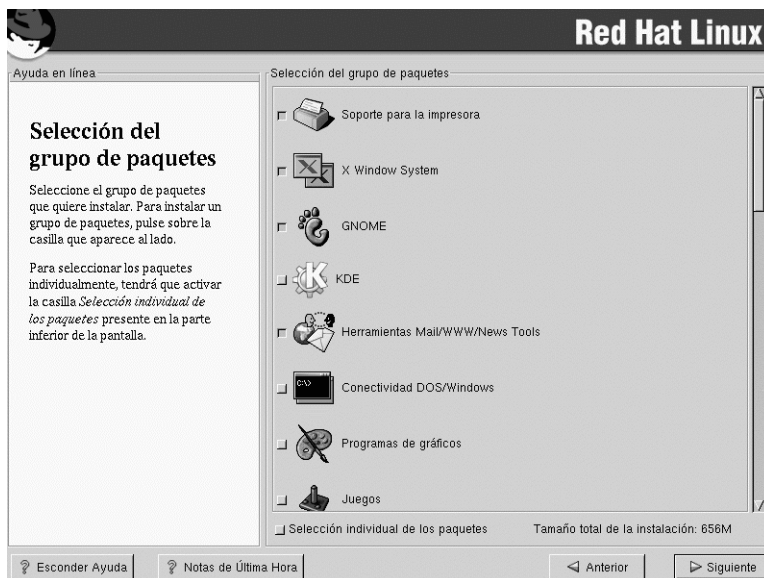 Red Hat Linux
Ayuda en línea
Selección del
grupo de paquetes
Seleccione el grupo de paquetes
que quiere instalar. Para instalar un
grupo de paquetes, pulse sobre la
casilla que aparece al lado.
Para seleccionar los paquetes
individualmente, tendrá que activar
la casilla Selección individual de
los paquetes presente en la parte
inferior de la pantalla.
Selección del grupo de paquetes
Soporte para la impresora
X Window System
GNOME
KDE
Herramientas Mail/WWW/News Tools
C:\>
Conectividad DOS/Windows
Programas de gráficos
Juegos
Selección individual de los paquetes
Tamaño total de la instalación: 656M
? Esconder Ayuda
? Notas de Última Hora
Anterior
Siguiente